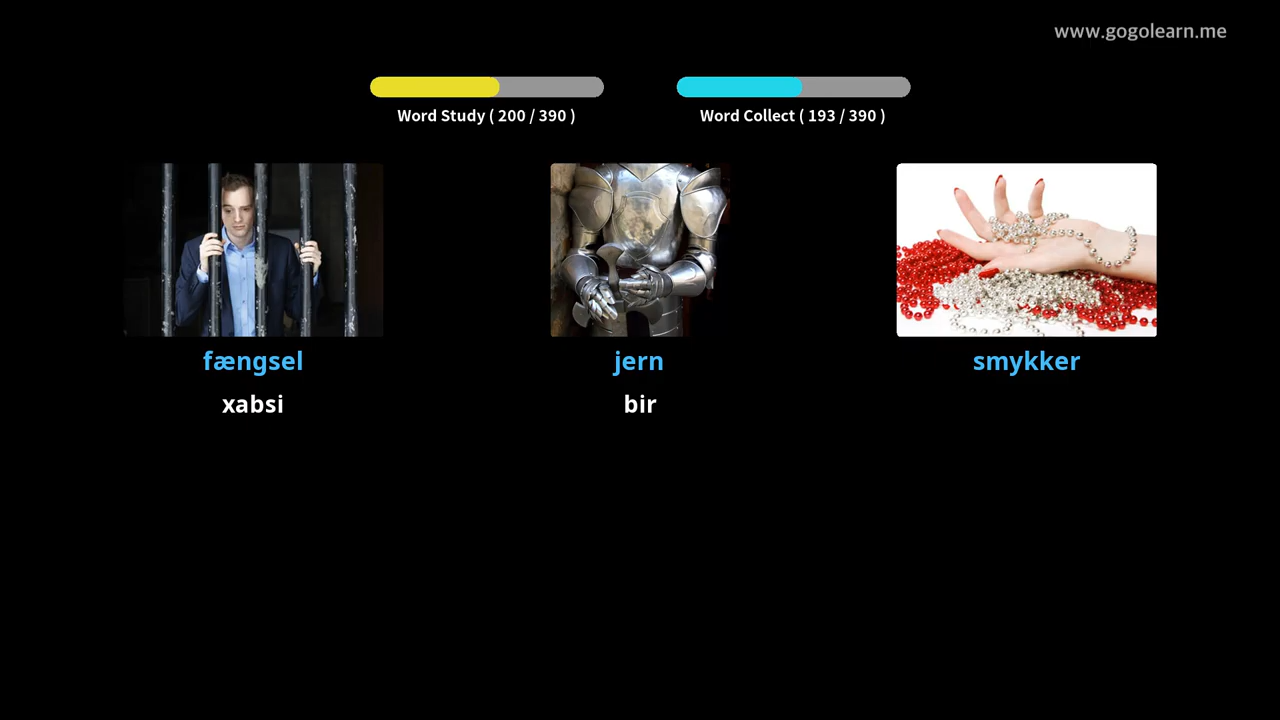 www.gogolearn.me
Word Study ( 200 / 390 )
Word Collect ( 193 / 390 )
fængsel
jern
smykker
xabsi
bir